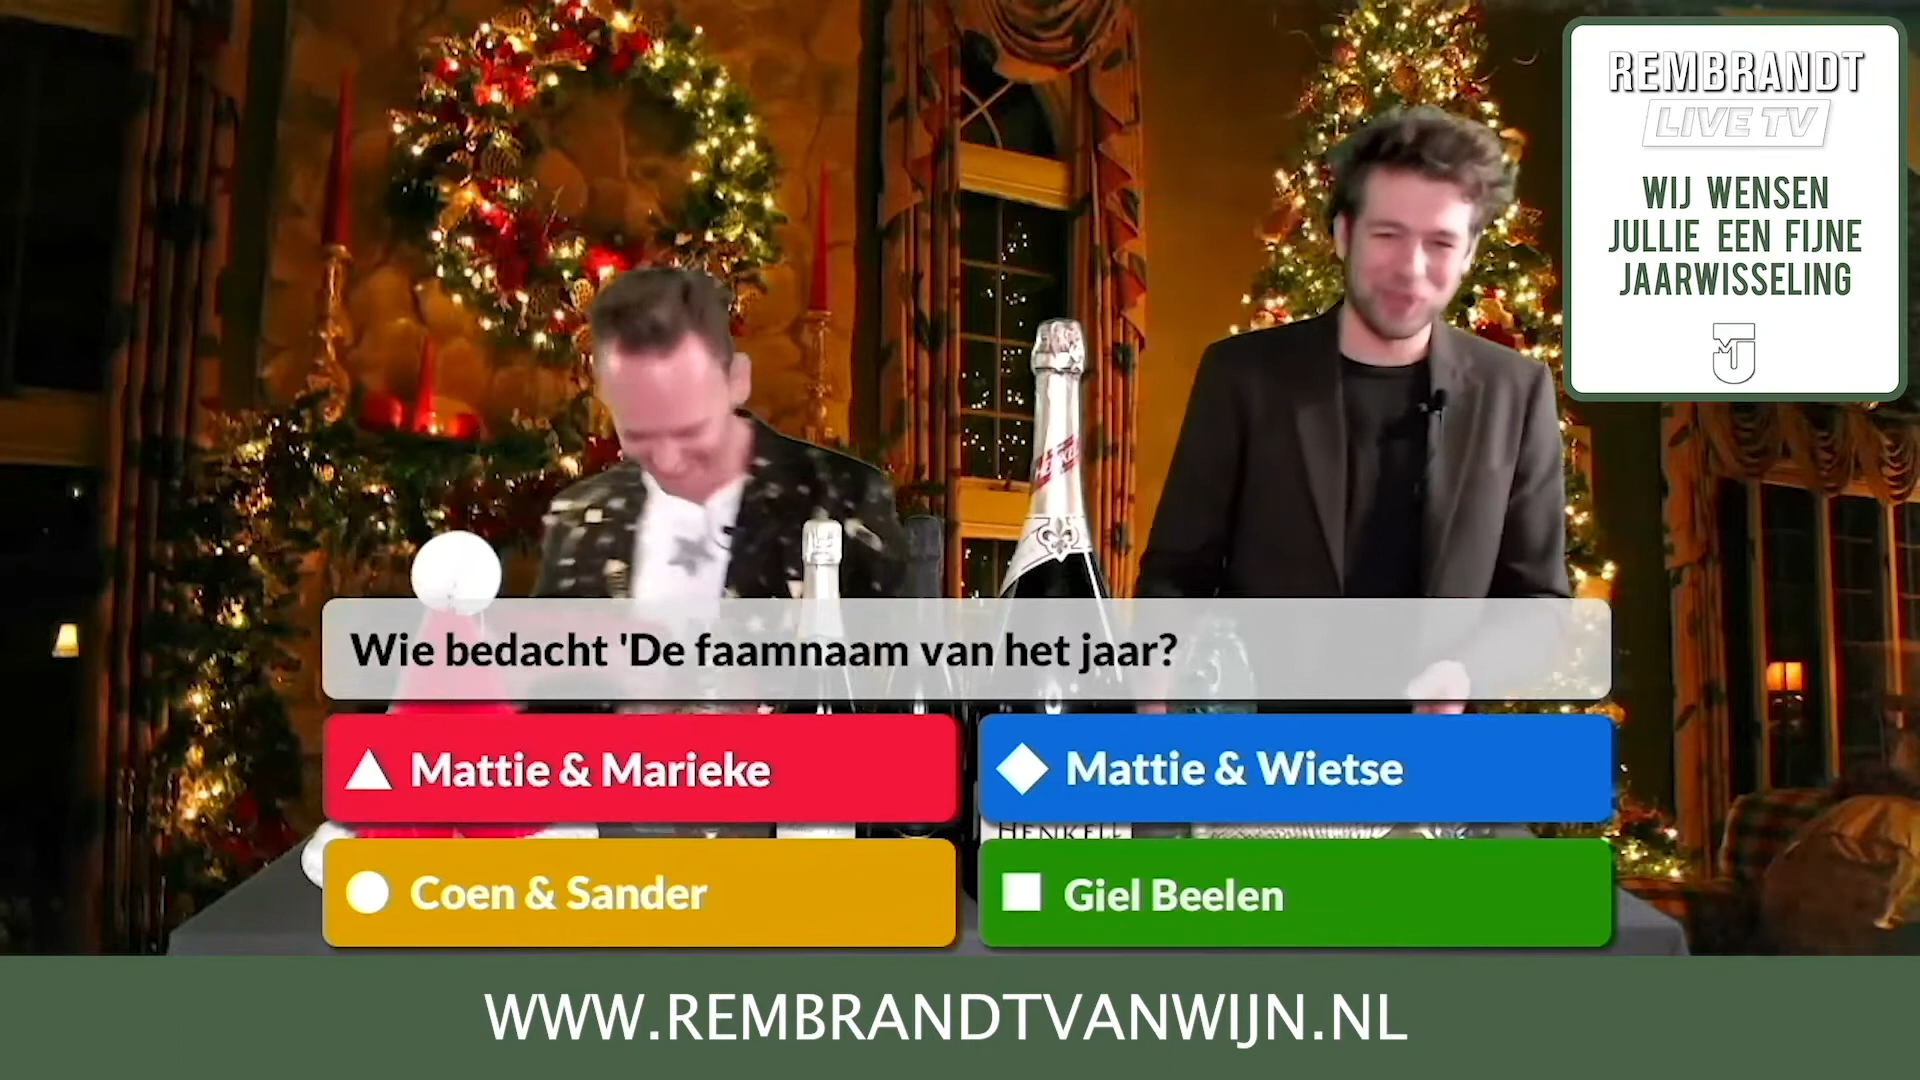 REMBRANDT
LIVE TV
WIJ WENSEN
JULLIE EEN FIJNE
JAARWISSELING
Wie bedacht 'De faamnaam van het jaar?
Mattie & Marieke
Mattie & Wietse
HENKELL
Coen & Sander
Giel Beelen
WWW.REMBRANDTVANWIJN.NL